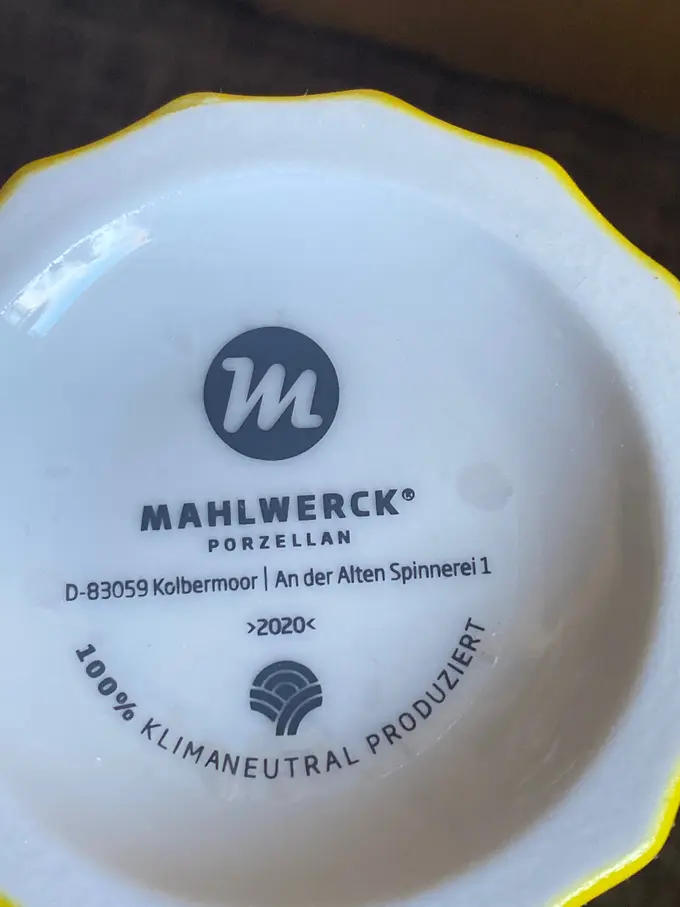 m
MAHLWERCK®
PORZELLAN
D-83059 Kolbermoor | An der Alten Spinnerei 1
>2020<
100% KLIMANEUTRAL PRODUZIERT